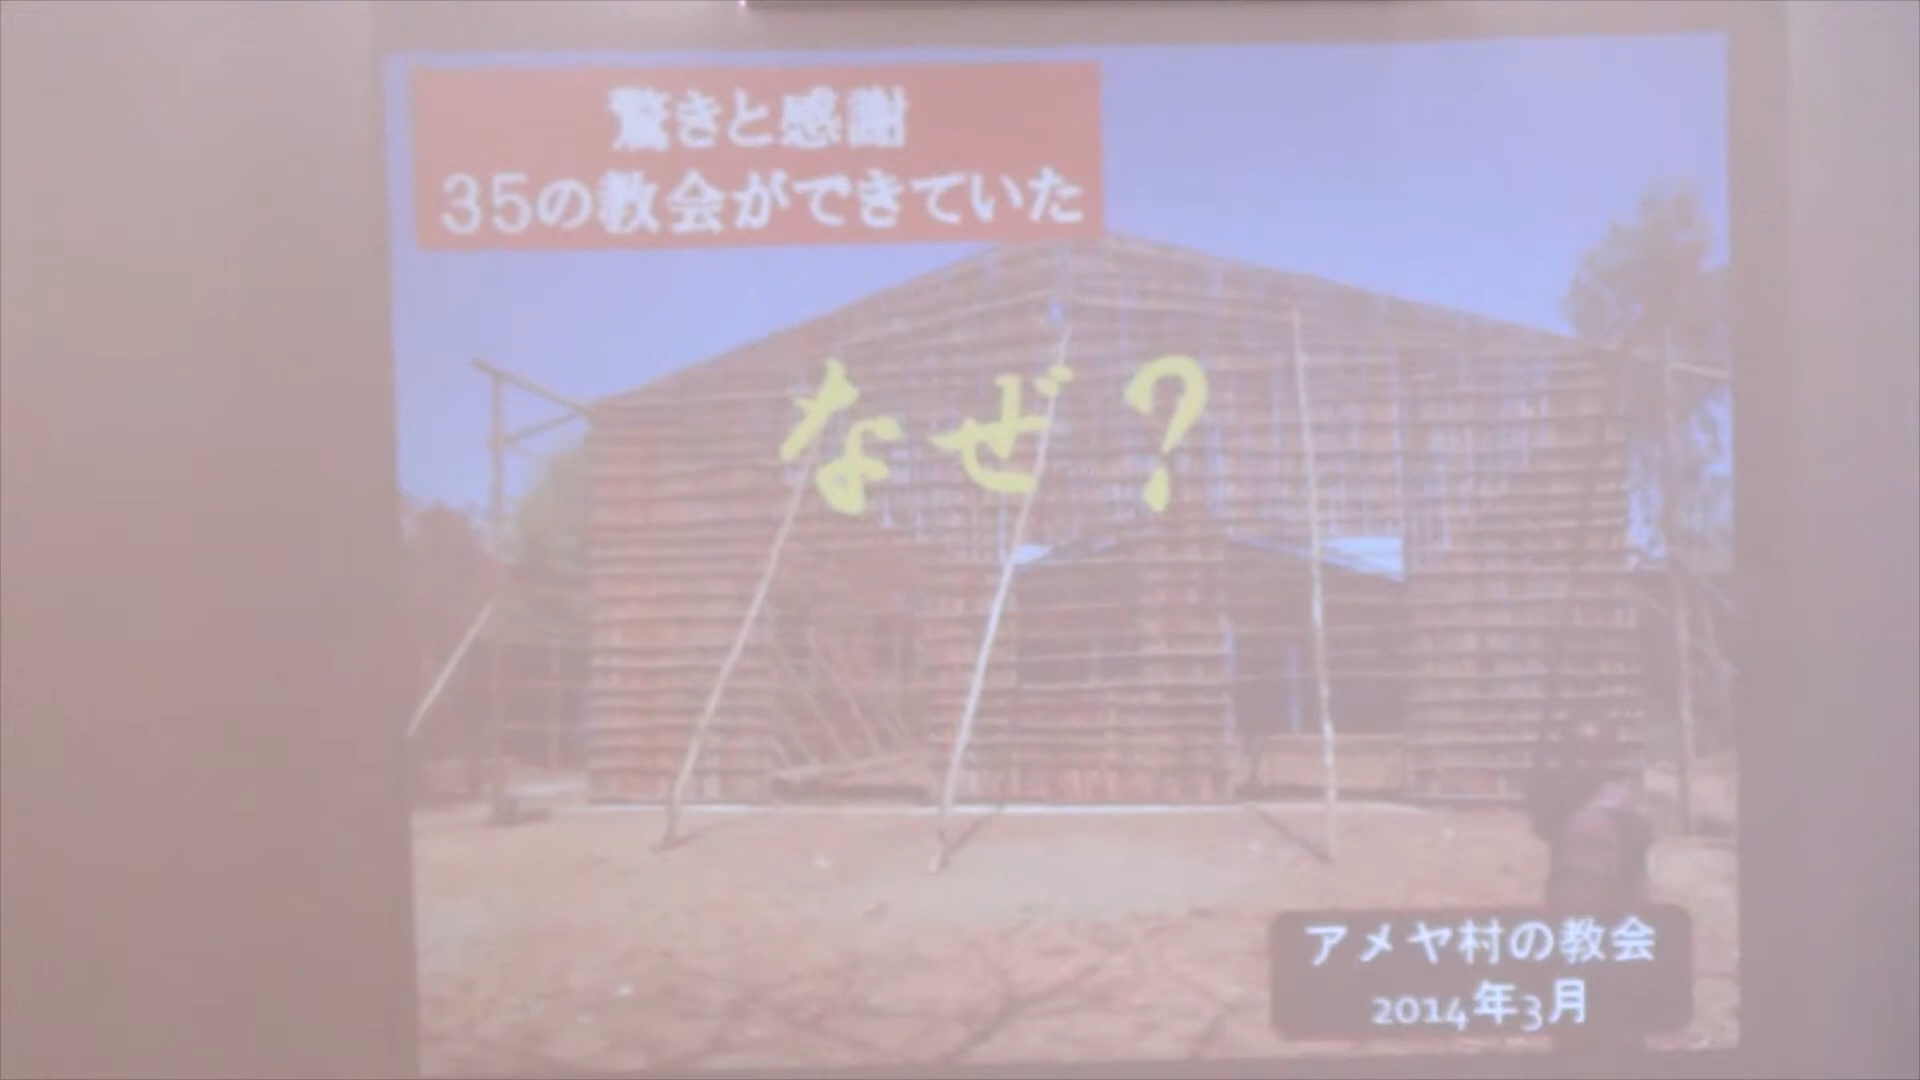 驚きと感謝
35の教会ができていた
なぜ？
アメヤ村の教会
2014年3月